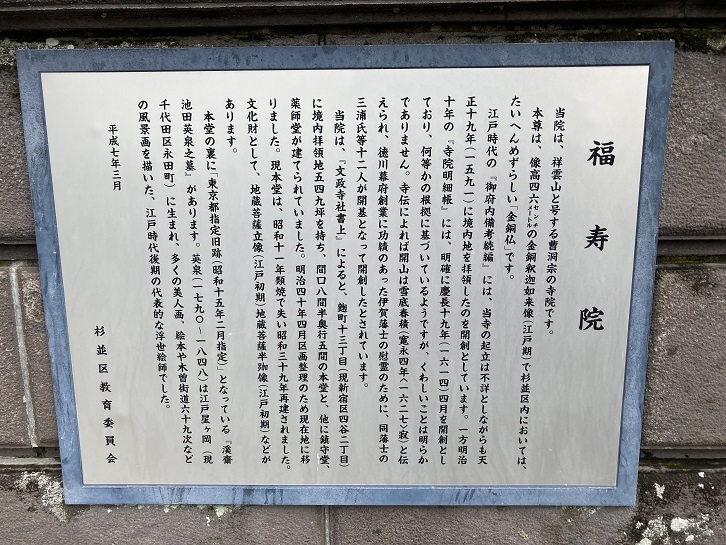 福寿院
当院は、祥雲山と号する曹洞宗の寺院です。
本尊は、像高四六センチメートルの金銅釈迦如来像(江戸期)で杉並区内においては、
たいへんめずらしい「金銅仏」です。
江戸時代の『御府内備考続編』には、当寺の起立は不詳としながらも天
正十九年(一五九一)に境内地を拝領したのを開創としています。一方明治
十年の『寺院明細帳』には、明確に慶長十九年(一六一四)四月を開創とし
ており、何等かの根拠に基づいているようですが、くわしいことは明らか
でありません。寺伝によれば開山は雪庭春積(寛永四年〈一六二七〉寂)と伝
えられ、徳川幕府創業に功績のあった伊賀藩士の慰霊のために、同藩士の
三浦氏等十二人が開基となって開創したとされています。
当院は、『文政寺社書上』によると、麹町十三丁目(現新宿区四谷二丁目)
に境内拝領地五四九坪を持ち、間口八間半奥行五間の本堂と、他に鎮守堂、
薬師堂が建てられていました。明治四十年四月区画整理のため現在地に移
りました。現本堂は、昭和十一年類焼で失い昭和三十九年再建されました。
文化財として、地蔵菩薩立像(江戸初期)地蔵菩薩半跏像(江戸初期)などが
あります。
本堂の裏に「東京都指定旧跡(昭和十五年二月指定)」となっている『渓斎
池田英泉之墓』があります。英泉(一七九〇〜一八四八)は江戸星ヶ岡(現
千代田区永田町)に生まれ、多くの美人画、絵本や木曽街道六十九次など
の風景画を描いた、江戸時代後期の代表的な浮世絵師でした。
平成七年三月
杉並区教育委員会